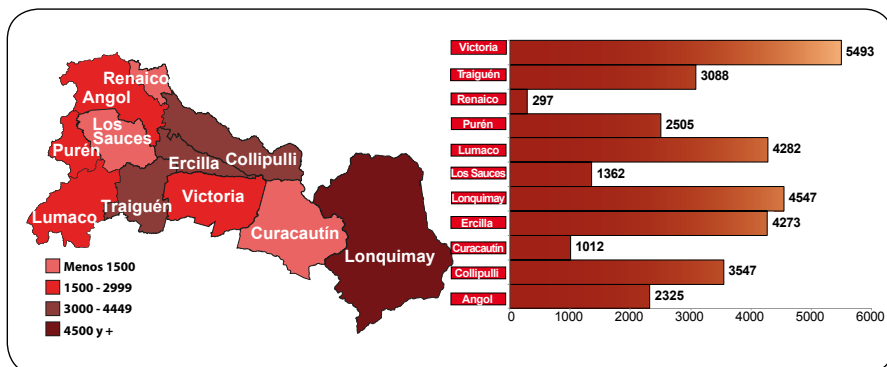 Renaico
Angol
Los
Sauces
Purén
Ercilla
Collipulli
Traiguén
Victoria
Lumaco
Curacautín
Lonquimay
Menos 1500
1500 - 2999
3000 - 4449
4500 y +
Victoria 5493
Traiguén 3088
Renaico 297
Purén 2505
Lumaco 4282
Los Sauces 1362
Lonquimay 4547
Ercilla 4273
Curacautín 1012
Collipulli 3547
Angol 2325
0 1000 2000 3000 4000 5000 6000